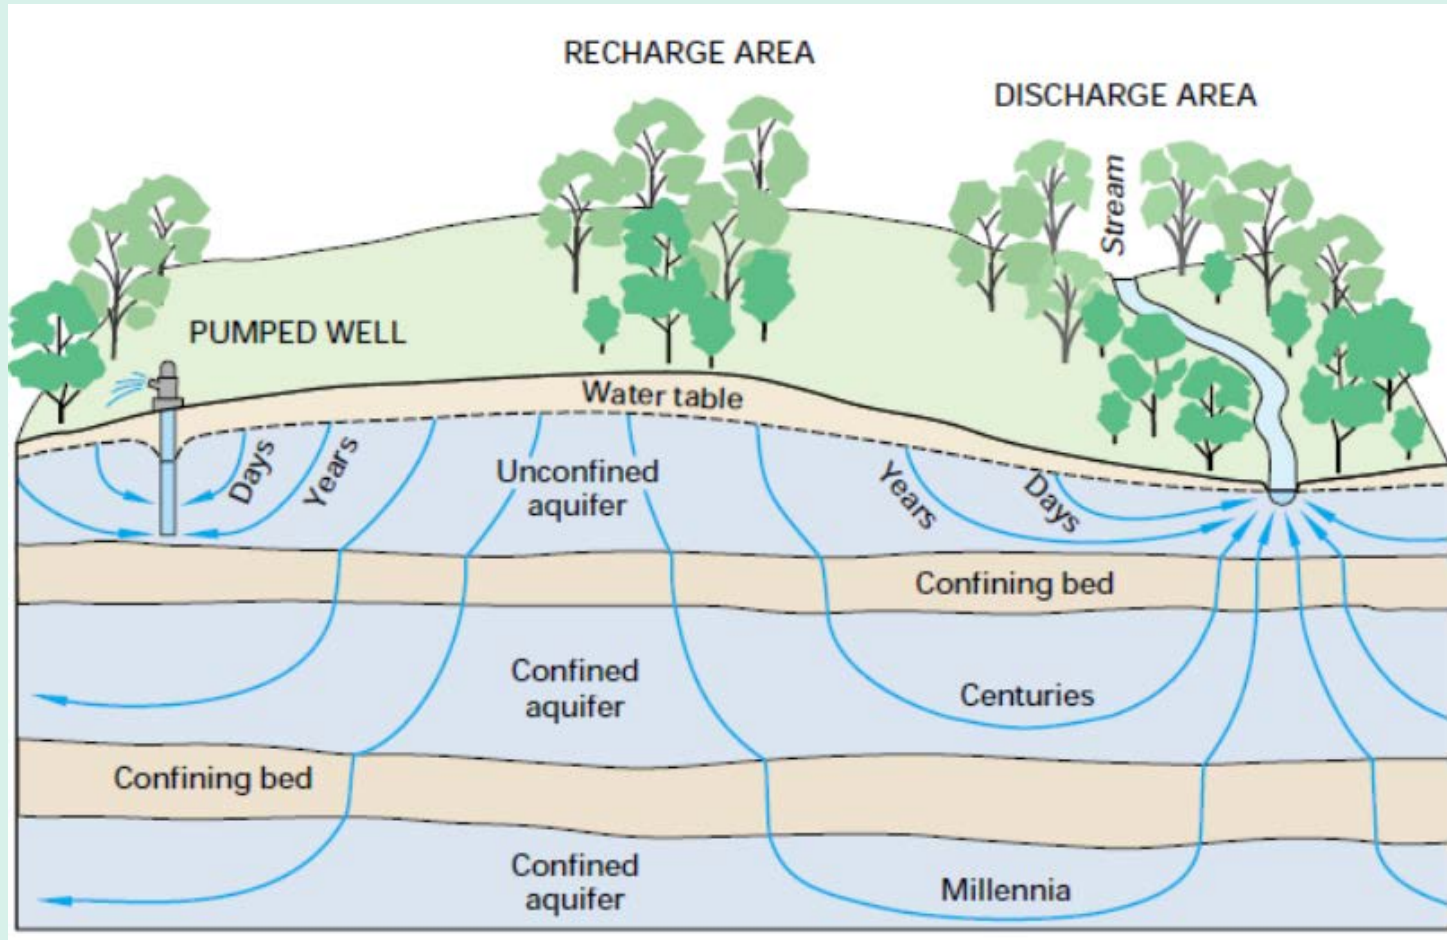 RECHARGE AREA
DISCHARGE AREA
Stream
PUMPED WELL
Water table
Days
Years
Unconfined
aquifer
Years
Days
Confining bed
Confined
aquifer
Centuries
Confining bed
Confined
aquifer
Millennia